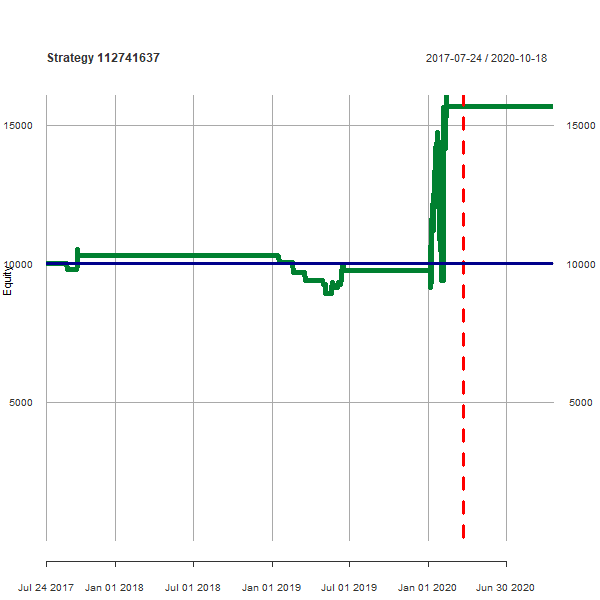 Strategy 112741637 2017-07-24 / 2020-10-18
15000 15000
10000 10000
Equity
5000 5000
Jul 24 2017 Jan 01 2018 Jul 01 2018 Jan 01 2019 Jul 01 2019 Jan 01 2020 Jun 30 2020